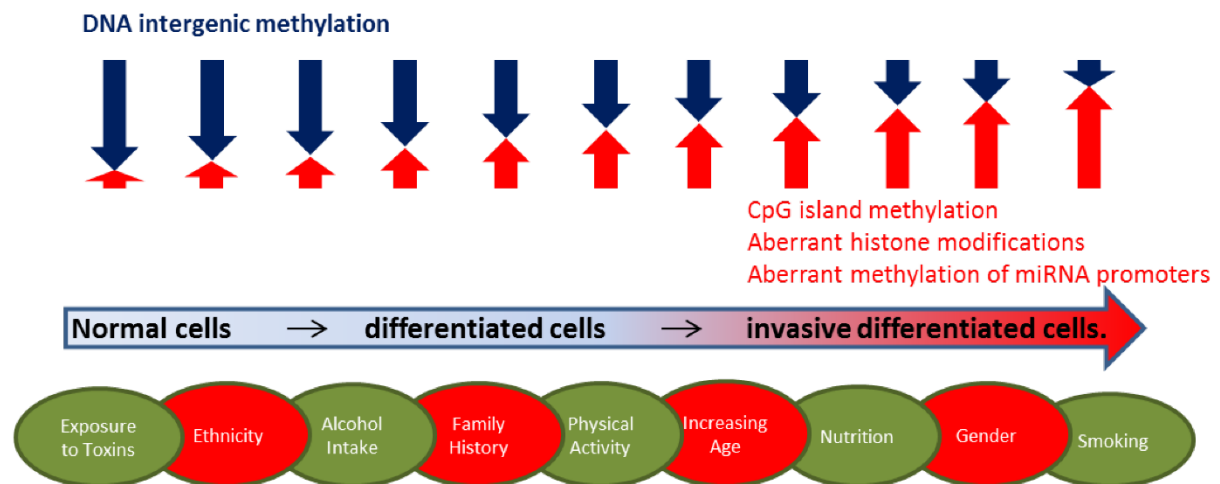 DNA intergenic methylation
CpG island methylation
Aberrant histone modifications
Aberrant methylation of miRNA promoters
Normal cells → differentiated cells → invasive differentiated cells.
Exposure
to Toxins
Ethnicity
Alcohol
Intake
Family
History
Physical
Activity
Increasing
Age
Nutrition
Gender
Smoking